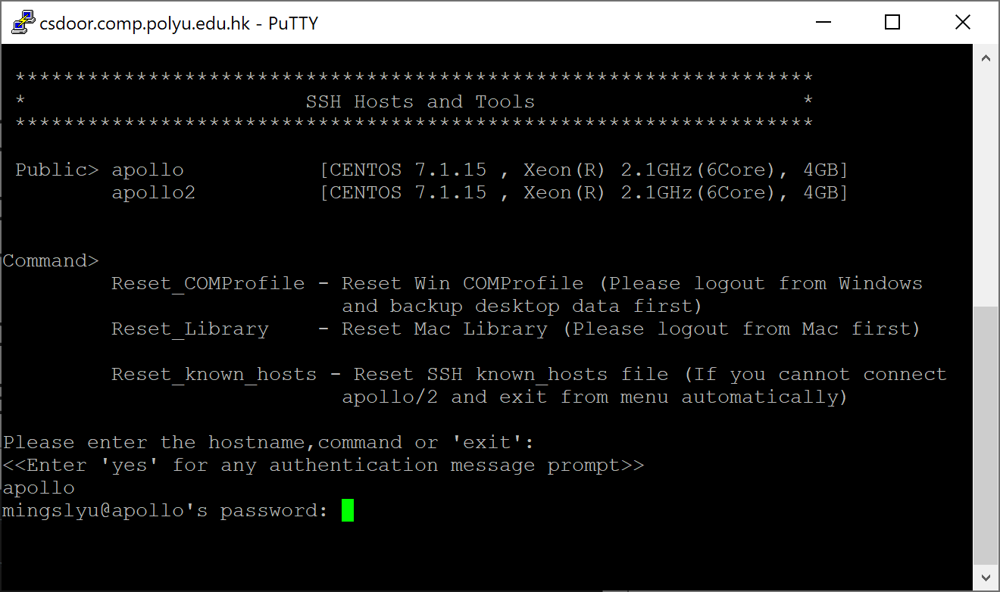 csdoor.comp.polyu.edu.hk - PuTTY
******************************************************************
* SSH Hosts and Tools *
******************************************************************
Public> apollo [CENTOS 7.1.15 , Xeon(R) 2.1GHz(6Core), 4GB]
apollo2 [CENTOS 7.1.15 , Xeon(R) 2.1GHz(6Core), 4GB]
Command>
Reset_COMProfile - Reset Win COMProfile (Please logout from Windows
and backup desktop data first)
Reset_Library - Reset Mac Library (Please logout from Mac first)
Reset_known_hosts - Reset SSH known_hosts file (If you cannot connect
apollo/2 and exit from menu automatically)
Please enter the hostname,command or 'exit':
<<Enter 'yes' for any authentication message prompt>>
apollo
mingslyu@apollo's password: